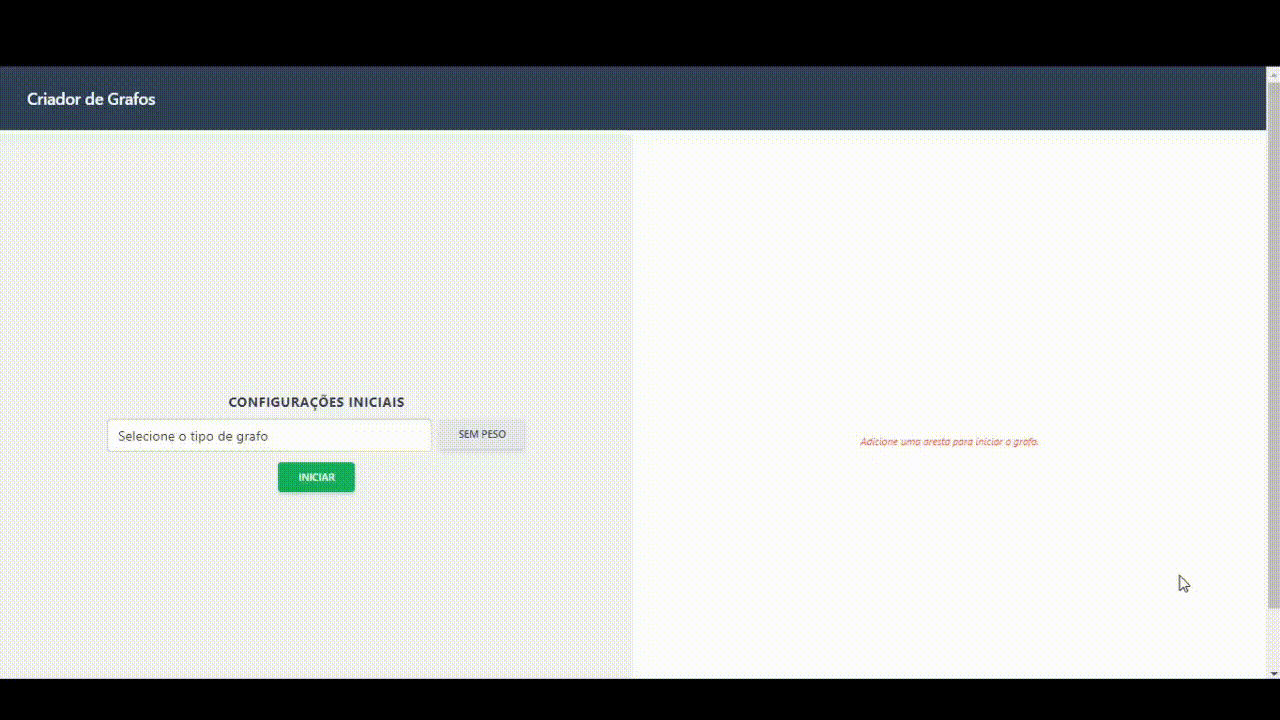 Criador de Grafos
CONFIGURAÇÕES INICIAIS
Selecione o tipo de grafo
SEM PESO
INICIAR
Adicione uma aresta para iniciar o grafo.